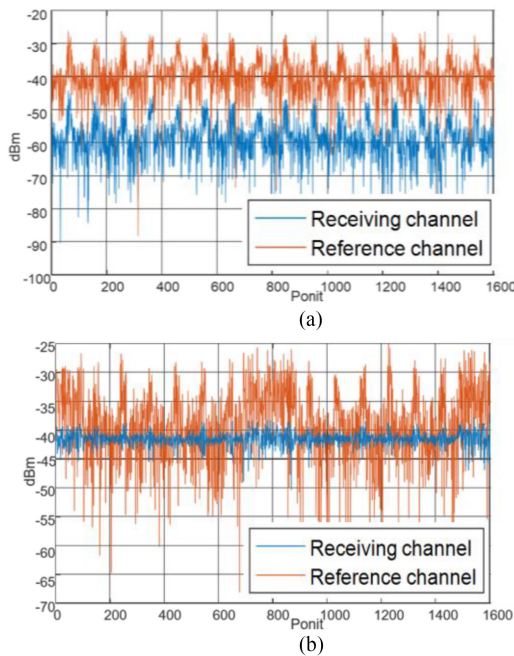 -20
-30
-40
-50
-60
-70
-80
-90
-100
dBm
Receiving channel
Reference channel
0 200 400 600 800 1000 1200 1400 1600
Ponit
(a)
-25
-30
-35
-40
-45
-50
-55
-60
-65
-70
dBm
Receiving channel
Reference channel
0 200 400 600 800 1000 1200 1400 1600
Ponit
(b)